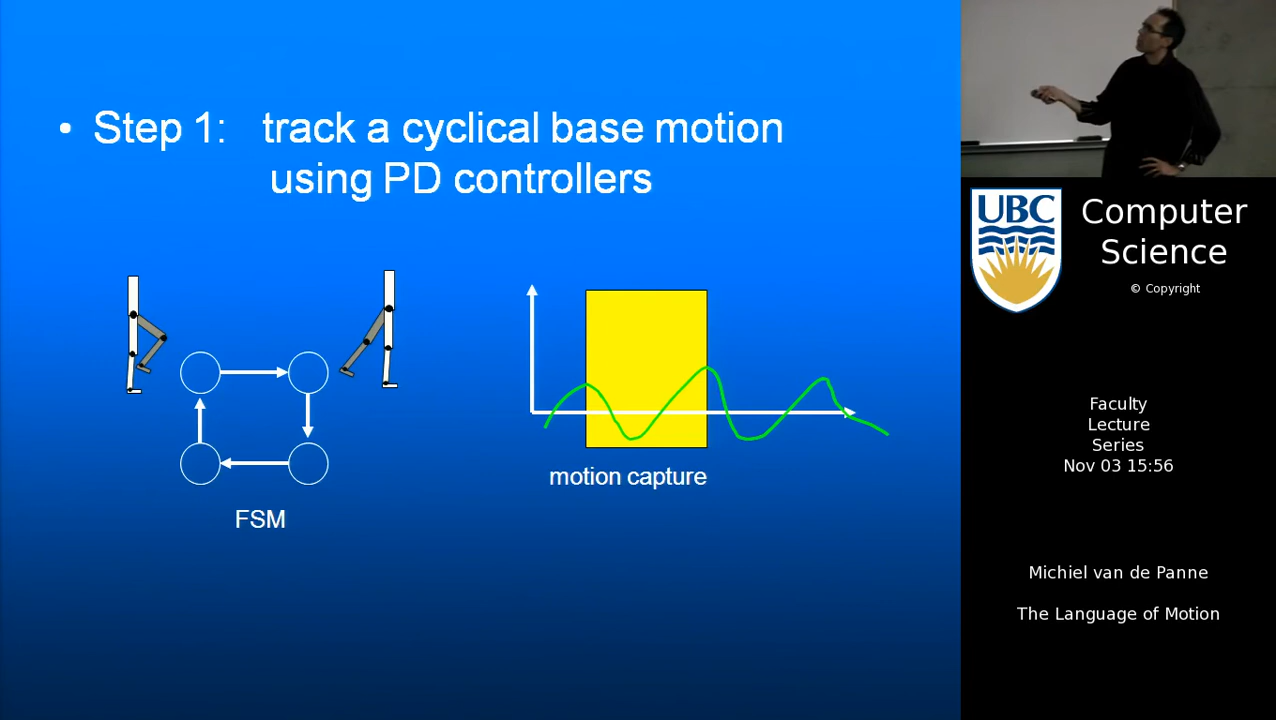 • Step 1: track a cyclical base motion
using PD controllers
FSM
motion capture
UBC
Computer
Science
© Copyright
Faculty
Lecture
Series
Nov 03 15:56
Michiel van de Panne
The Language of Motion